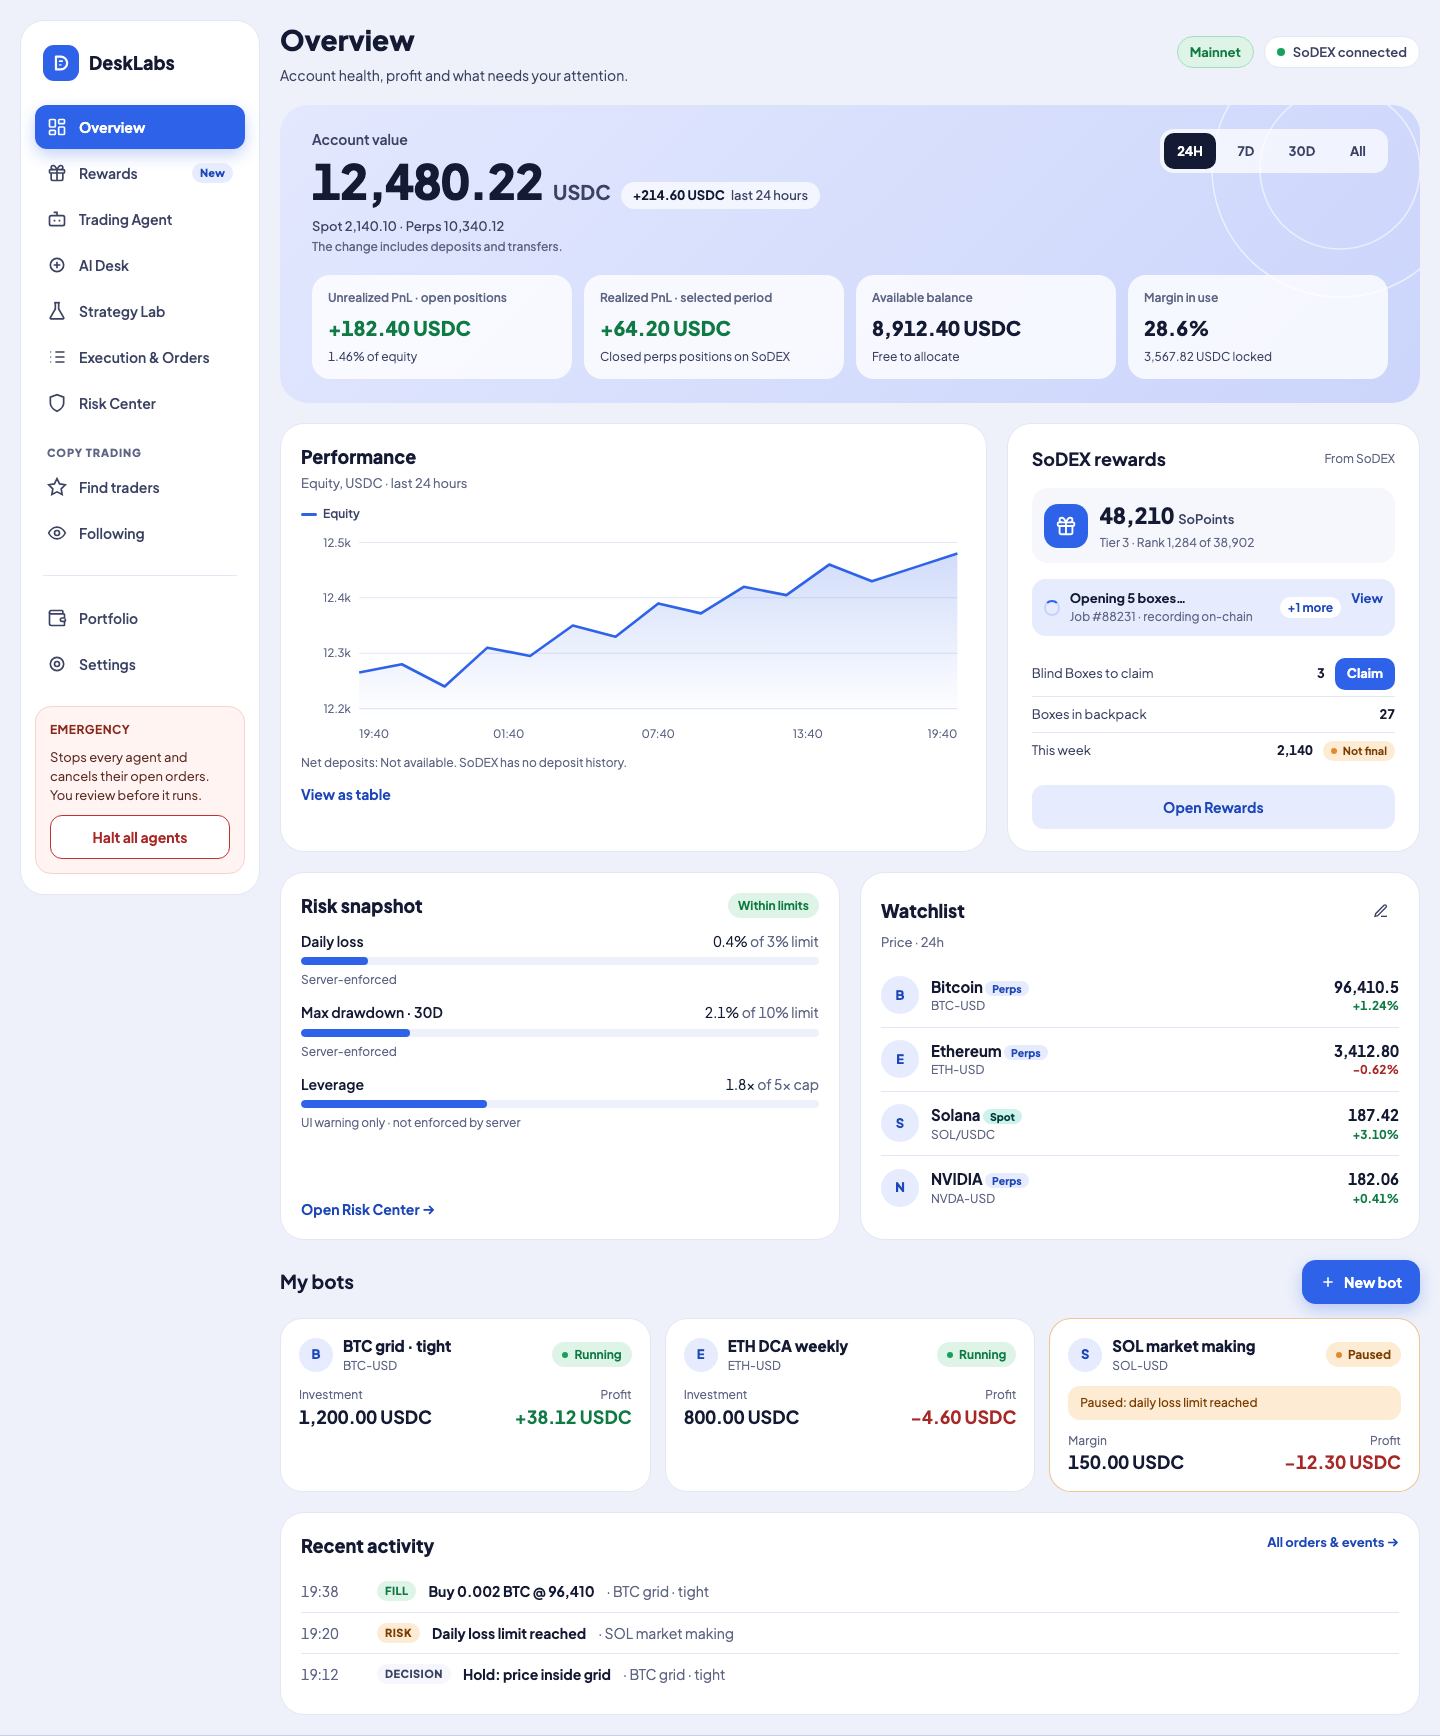 DeskLabs
Overview
Rewards New
Trading Agent
AI Desk
Strategy Lab
Execution & Orders
Risk Center
COPY TRADING
Find traders
Following
Portfolio
Settings
EMERGENCY
Stops every agent and
cancels their open orders.
You review before it runs.
Halt all agents
Overview
Account health, profit and what needs your attention.
Mainnet
SoDEX connected
Account value
12,480.22 USDC +214.60 USDC last 24 hours
Spot 2,140.10 · Perps 10,340.12
The change includes deposits and transfers.
24H 7D 30D All
Unrealized PnL · open positions
+182.40 USDC
1.46% of equity
Realized PnL · selected period
+64.20 USDC
Closed perps positions on SoDEX
Available balance
8,912.40 USDC
Free to allocate
Margin in use
28.6%
3,567.82 USDC locked
Performance
Equity, USDC · last 24 hours
Equity
12.5k
12.4k
12.3k
12.2k
19:40 01:40 07:40 13:40 19:40
Net deposits: Not available. SoDEX has no deposit history.
View as table
SoDEX rewards From SoDEX
48,210 SoPoints
Tier 3 · Rank 1,284 of 38,902
Opening 5 boxes…
Job #88231 · recording on-chain
+1 more View
Blind Boxes to claim 3 Claim
Boxes in backpack 27
This week 2,140 Not final
Open Rewards
Risk snapshot Within limits
Daily loss 0.4% of 3% limit
Server-enforced
Max drawdown · 30D 2.1% of 10% limit
Server-enforced
Leverage 1.8× of 5× cap
UI warning only · not enforced by server
Open Risk Center →
Watchlist
Price · 24h
B Bitcoin Perps 96,410.5
BTC-USD +1.24%
E Ethereum Perps 3,412.80
ETH-USD −0.62%
S Solana Spot 187.42
SOL/USDC +3.10%
N NVIDIA Perps 182.06
NVDA-USD +0.41%
My bots
+ New bot
B BTC grid · tight Running
BTC-USD
Investment Profit
1,200.00 USDC +38.12 USDC
E ETH DCA weekly Running
ETH-USD
Investment Profit
800.00 USDC −4.60 USDC
S SOL market making Paused
SOL-USD
Paused: daily loss limit reached
Margin Profit
150.00 USDC −12.30 USDC
Recent activity All orders & events →
19:38 FILL Buy 0.002 BTC @ 96,410 · BTC grid · tight
19:20 RISK Daily loss limit reached · SOL market making
19:12 DECISION Hold: price inside grid · BTC grid · tight